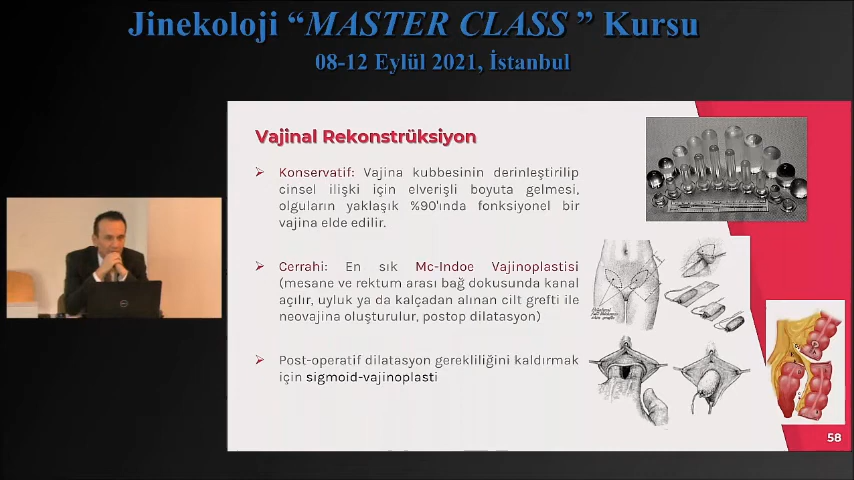 Jinekoloji “MASTER CLASS ” Kursu
08-12 Eylül 2021, İstanbul
Vajinal Rekonstrüksiyon
Konservatif: Vajina kubbesinin derinleştirilip
cinsel ilişki için elverişli boyuta gelmesi,
olguların yaklaşık %90'ında fonksiyonel bir
vajina elde edilir.
Cerrahi: En sık Mc-Indoe Vajinoplastisi
(mesane ve rektum arası bağ dokusunda kanal
açılır, uyluk ya da kalçadan alınan cilt grefti ile
neovajina oluşturulur, postop dilatasyon)
Post-operatif dilatasyon gerekliliğini kaldırmak
için sigmoid-vajinoplasti
58